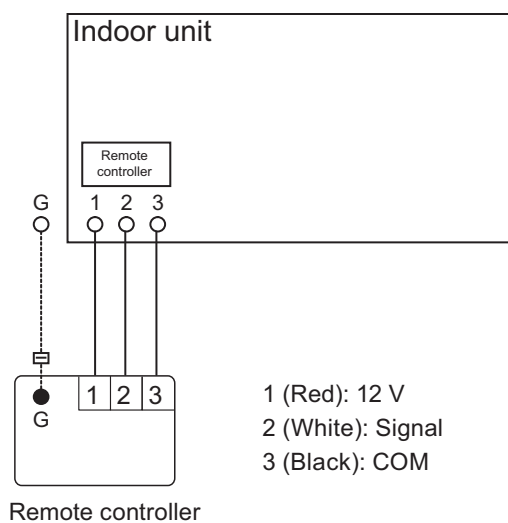 Indoor unit
Remote
controller
G 1 2 3
1 2 3
G
1 (Red): 12 V
2 (White): Signal
3 (Black): COM
Remote controller